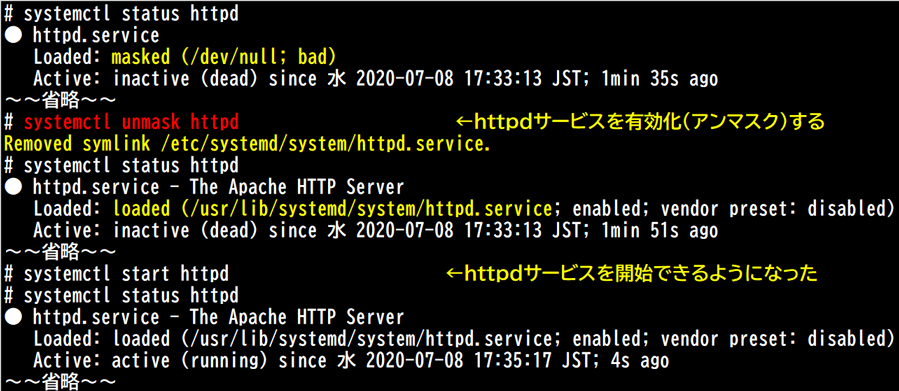 # systemctl status httpd
● httpd.service
Loaded: masked (/dev/null; bad)
Active: inactive (dead) since 水 2020-07-08 17:33:13 JST; 1min 35s ago
～～省略～～
# systemctl unmask httpd ←httpdサービスを有効化(アンマスク)する
Removed symlink /etc/systemd/system/httpd.service.
# systemctl status httpd
● httpd.service - The Apache HTTP Server
Loaded: loaded (/usr/lib/systemd/system/httpd.service; enabled; vendor preset: disabled)
Active: inactive (dead) since 水 2020-07-08 17:33:13 JST; 1min 51s ago
～～省略～～
# systemctl start httpd ←httpdサービスを開始できるようになった
# systemctl status httpd
● httpd.service - The Apache HTTP Server
Loaded: loaded (/usr/lib/systemd/system/httpd.service; enabled; vendor preset: disabled)
Active: active (running) since 水 2020-07-08 17:35:17 JST; 4s ago
～～省略～～